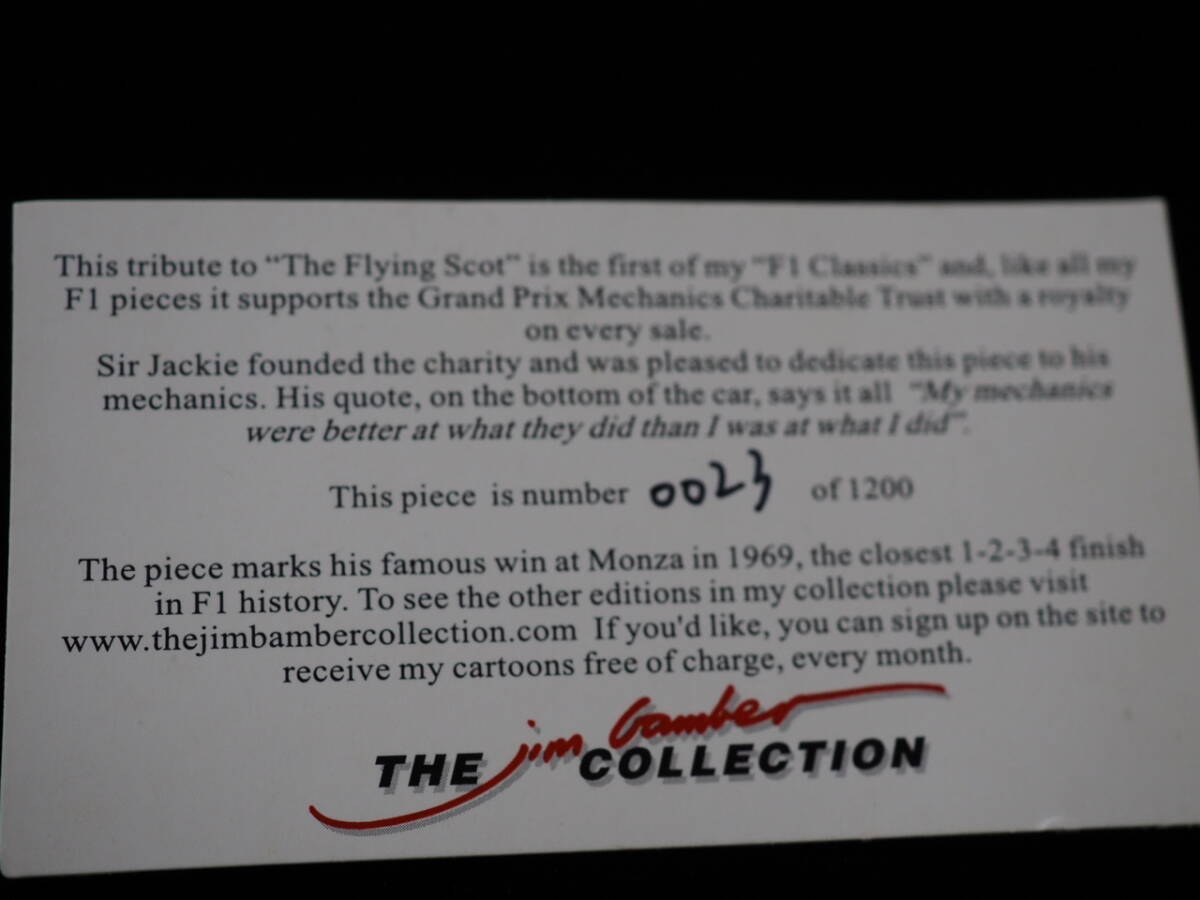 This tribute to "The Flying Scot" is the first of my "F1 Classics" and, like all my
F1 pieces it supports the Grand Prix Mechanics Charitable Trust with a royalty
on every sale.
Sir Jackie founded the charity and was pleased to dedicate this piece to his
mechanics. His quote, on the bottom of the car, says it all "My mechanics
were better at what they did than I was at what I did".
This piece is number 0023 of 1200
The piece marks his famous win at Monza in 1969, the closest 1-2-3-4 finish
in F1 history. To see the other editions in my collection please visit
www.thejimbambercollection.com If you'd like, you can sign up on the site to
receive my cartoons free of charge, every month.
THE jim bamber COLLECTION